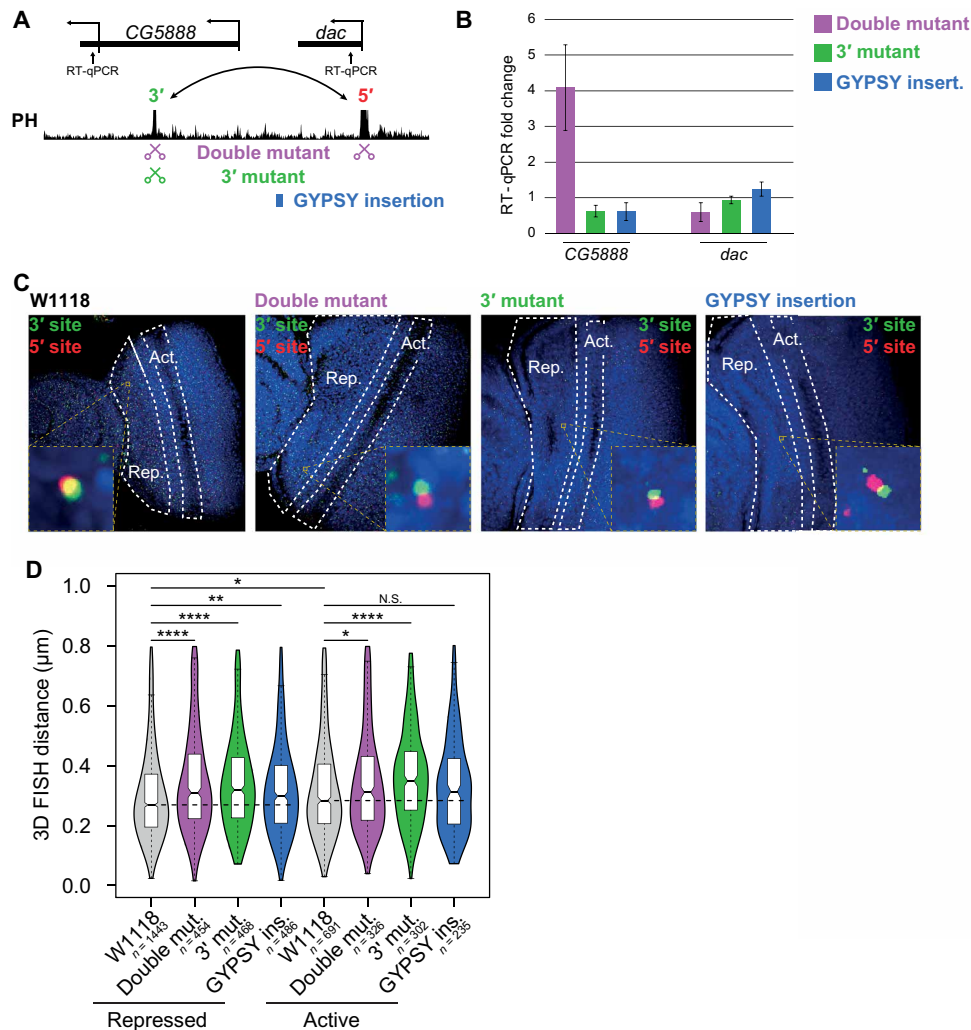 A
CG5888
dac
RT-qPCR
RT-qPCR
3′
5′
PH
Double mutant
3′ mutant
GYPSY insertion
B
RT- qPCR fold change
6
5
4
3
2
1
0
CG5888
dac
Double mutant
3′ mutant
GYPSY insert.
C
W1118
3′ site
5′ site
Act.
Rep.
Double mutant
3′ site
5′ site
Act.
Rep.
3′ mutant
3′ site
5′ site
Act.
Rep.
GYPSY insertion
3′ site
5′ site
Act.
Rep.
D
3D FISH distance (µm)
1.0
0.8
0.6
0.4
0.2
0.0
*
**
****
****
N.S.
****
*
W1118
n = 1443
Double mut.
n = 454
3′ mut.
n = 468
GYPSY ins.
n = 486
W1118
n = 691
Double mut.
n = 326
3′ mut.
n = 302
GYPSY ins.
n = 235
Repressed
Active